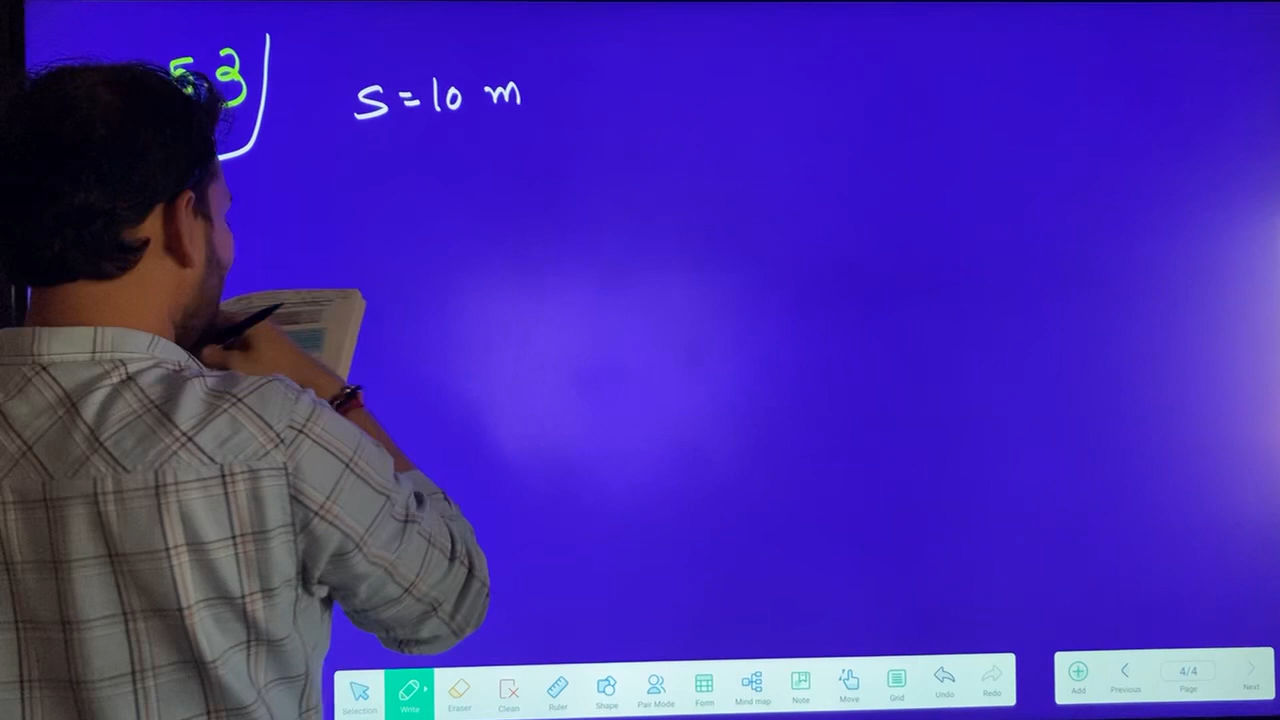 53
S = 10 m
Selection
Write
Eraser
Clean
Ruler
Shape
Pair Mode
Form
Mind map
Note
Move
Grid
Undo
Redo
Add
Previous
4/4
Page
Next